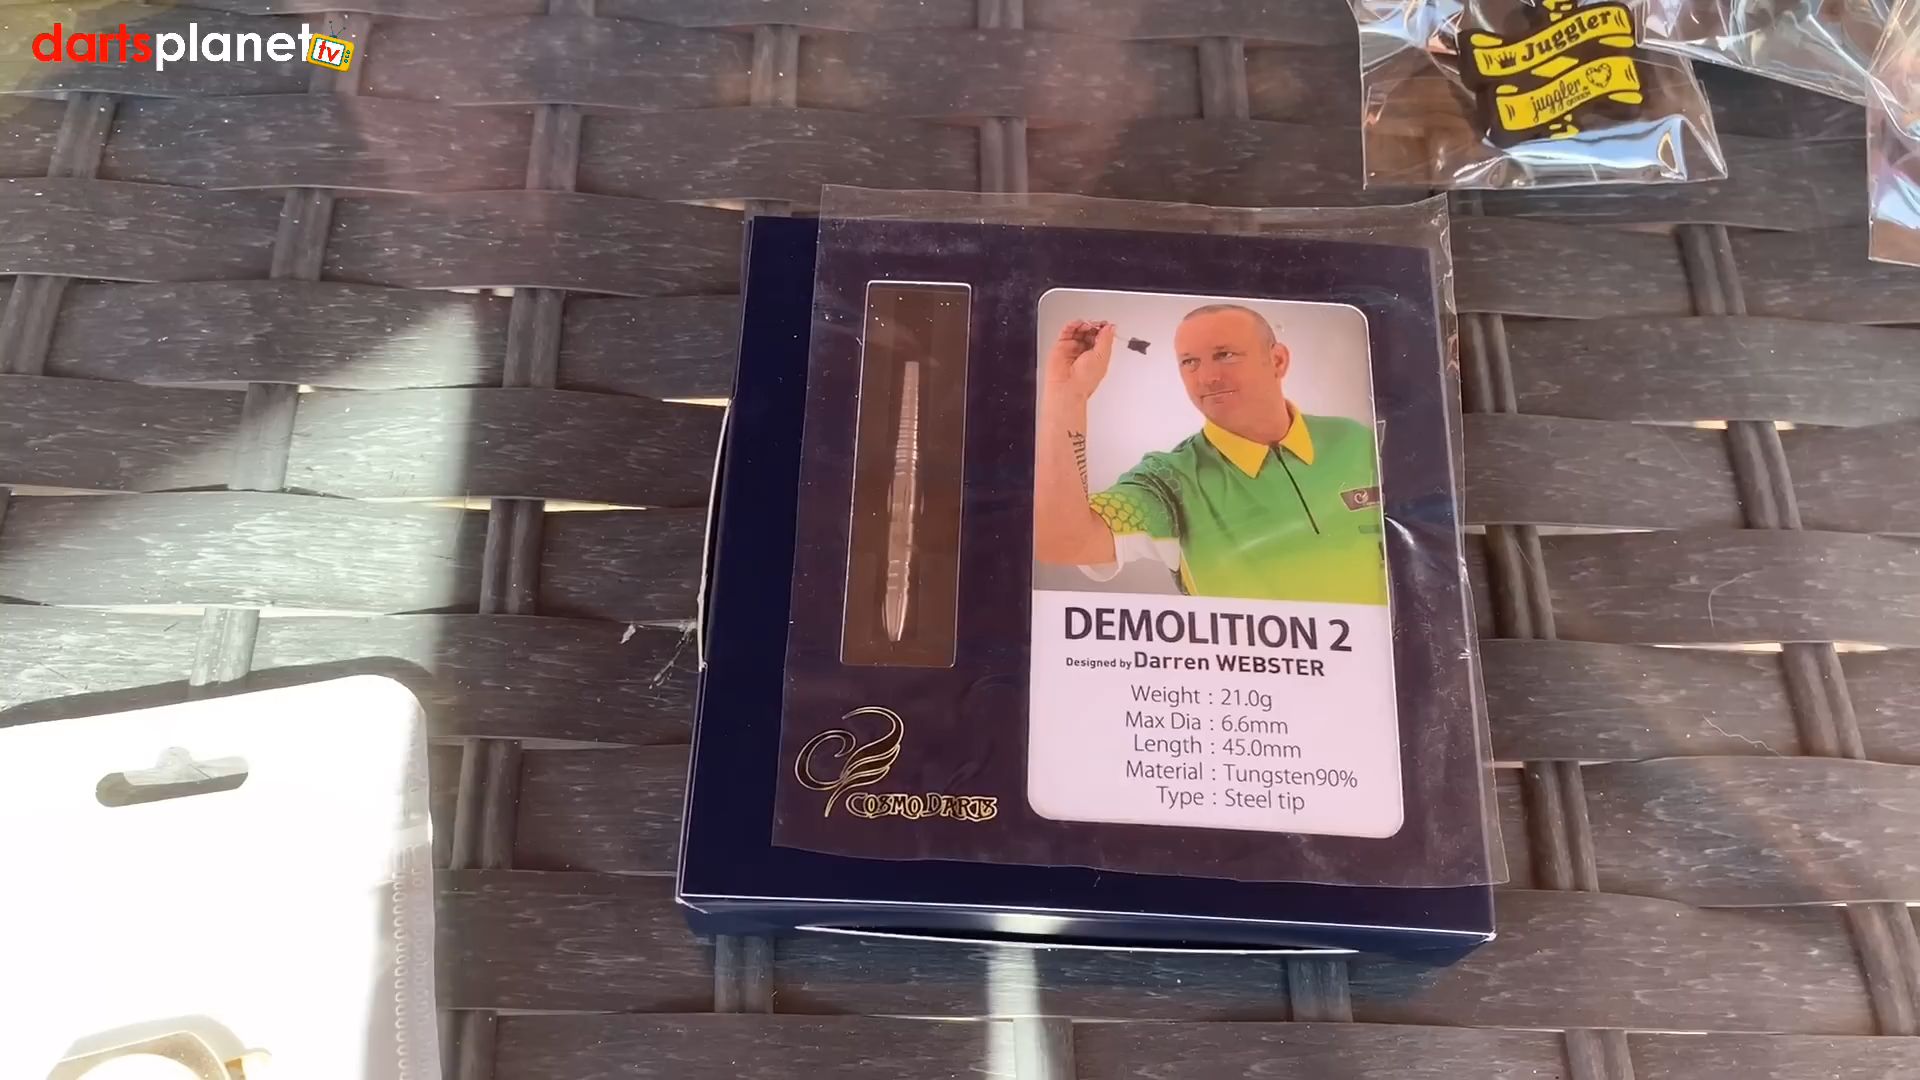 dartsplanet tv
Juggler
juggler
QUEEN
DEMOLITION 2
Designed by Darren WEBSTER
Weight : 21.0g
Max Dia : 6.6mm
Length : 45.0mm
Material : Tungsten90%
Type : Steel tip
COSMO DARTS